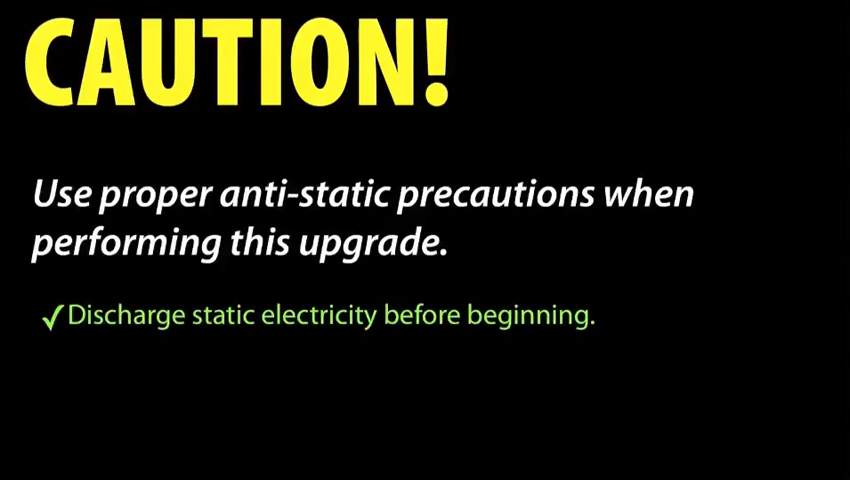 CAUTION!
Use proper anti-static precautions when
performing this upgrade.
✓Discharge static electricity before beginning.